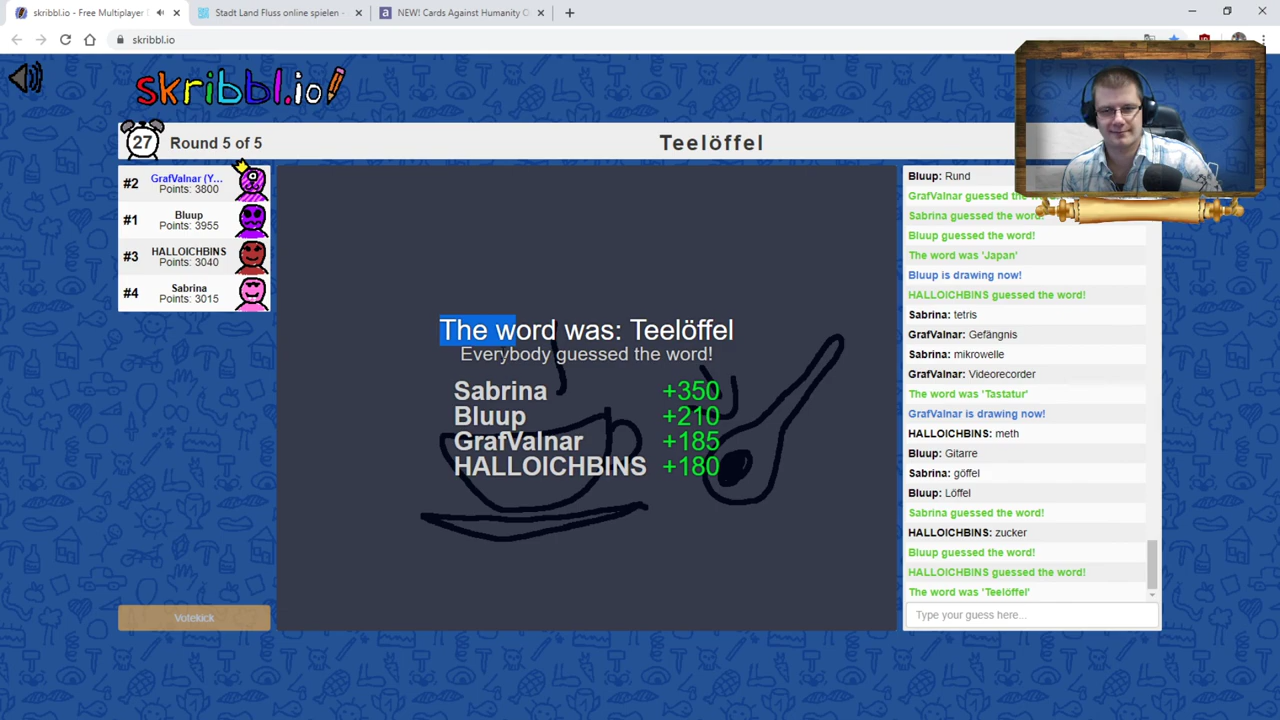 skribbl.io - Free Multiplayer
Stadt Land Fluss online spielen -
NEW! Cards Against Humanity O
skribbl.io
skribbl.io
27
Round 5 of 5
Teelöffel
#2
GrafValnar (Y...
Points: 3800
#1
Bluup
Points: 3955
#3
HALLOICHBINS
Points: 3040
#4
Sabrina
Points: 3015
Votekick
The word was: Teelöffel
Everybody guessed the word!
Sabrina +350
Bluup +210
GrafValnar +185
HALLOICHBINS +180
Bluup: Rund
GrafValnar guessed the
Sabrina guessed the word!
Bluup guessed the word!
The word was 'Japan'
Bluup is drawing now!
HALLOICHBINS guessed the word!
Sabrina: tetris
GrafValnar: Gefängnis
Sabrina: mikrowelle
GrafValnar: Videorecorder
The word was 'Tastatur'
GrafValnar is drawing now!
HALLOICHBINS: meth
Bluup: Gitarre
Sabrina: göffel
Bluup: Löffel
Sabrina guessed the word!
HALLOICHBINS: zucker
Bluup guessed the word!
HALLOICHBINS guessed the word!
The word was 'Teelöffel'
Type your guess here...